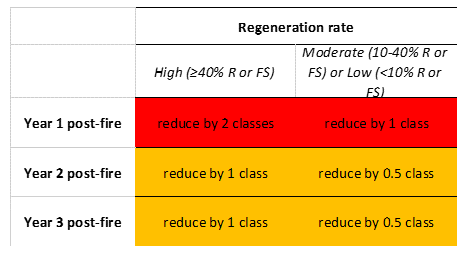 Regeneration rate
High (≥40% R or FS)
Moderate (10-40% R or
FS) or Low (<10% R or
FS)
Year 1 post-fire reduce by 2 classes reduce by 1 class
Year 2 post-fire reduce by 1 class reduce by 0.5 class
Year 3 post-fire reduce by 1 class reduce by 0.5 class